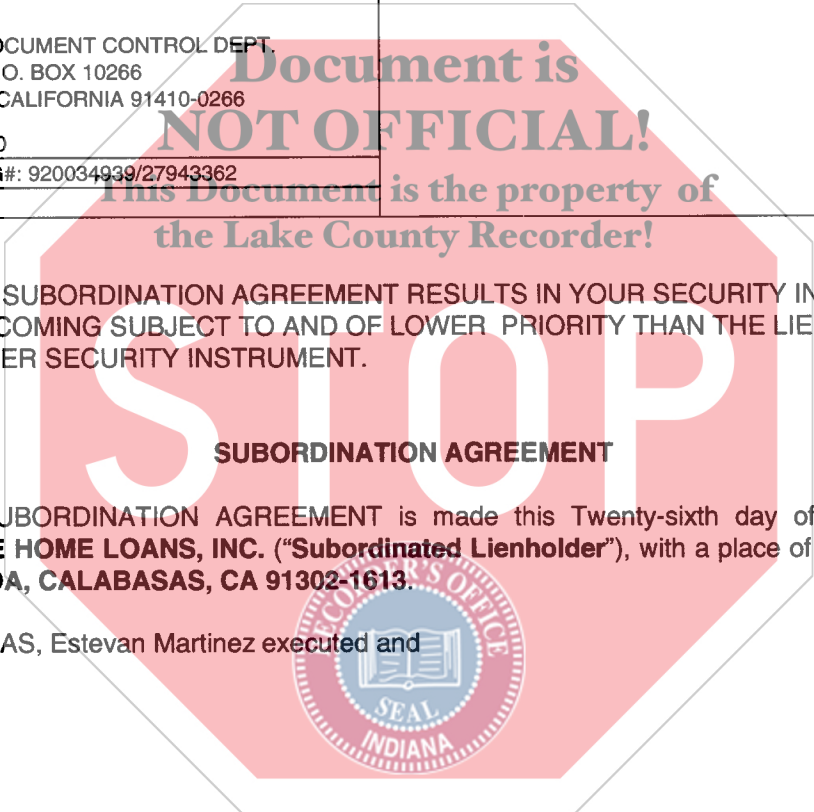 OCUMENT CONTROL DEPT.
O. BOX 10266
CALIFORNIA 91410-0266
#: 920034939/27943362
Document is
NOT OFFICIAL!
This Document is the property of
the Lake County Recorder!
SUBORDINATION AGREEMENT RESULTS IN YOUR SECURITY IN
COMING SUBJECT TO AND OF LOWER PRIORITY THAN THE LIE
ER SECURITY INSTRUMENT.
STOP
SUBORDINATION AGREEMENT
UBORDINATION AGREEMENT is made this Twenty-sixth day of
E HOME LOANS, INC. ("Subordinated Lienholder"), with a place of
DA, CALABASAS, CA 91302-1613.
AS, Estevan Martinez executed and
RECORDER'S OFFICE
SEAL
INDIANA